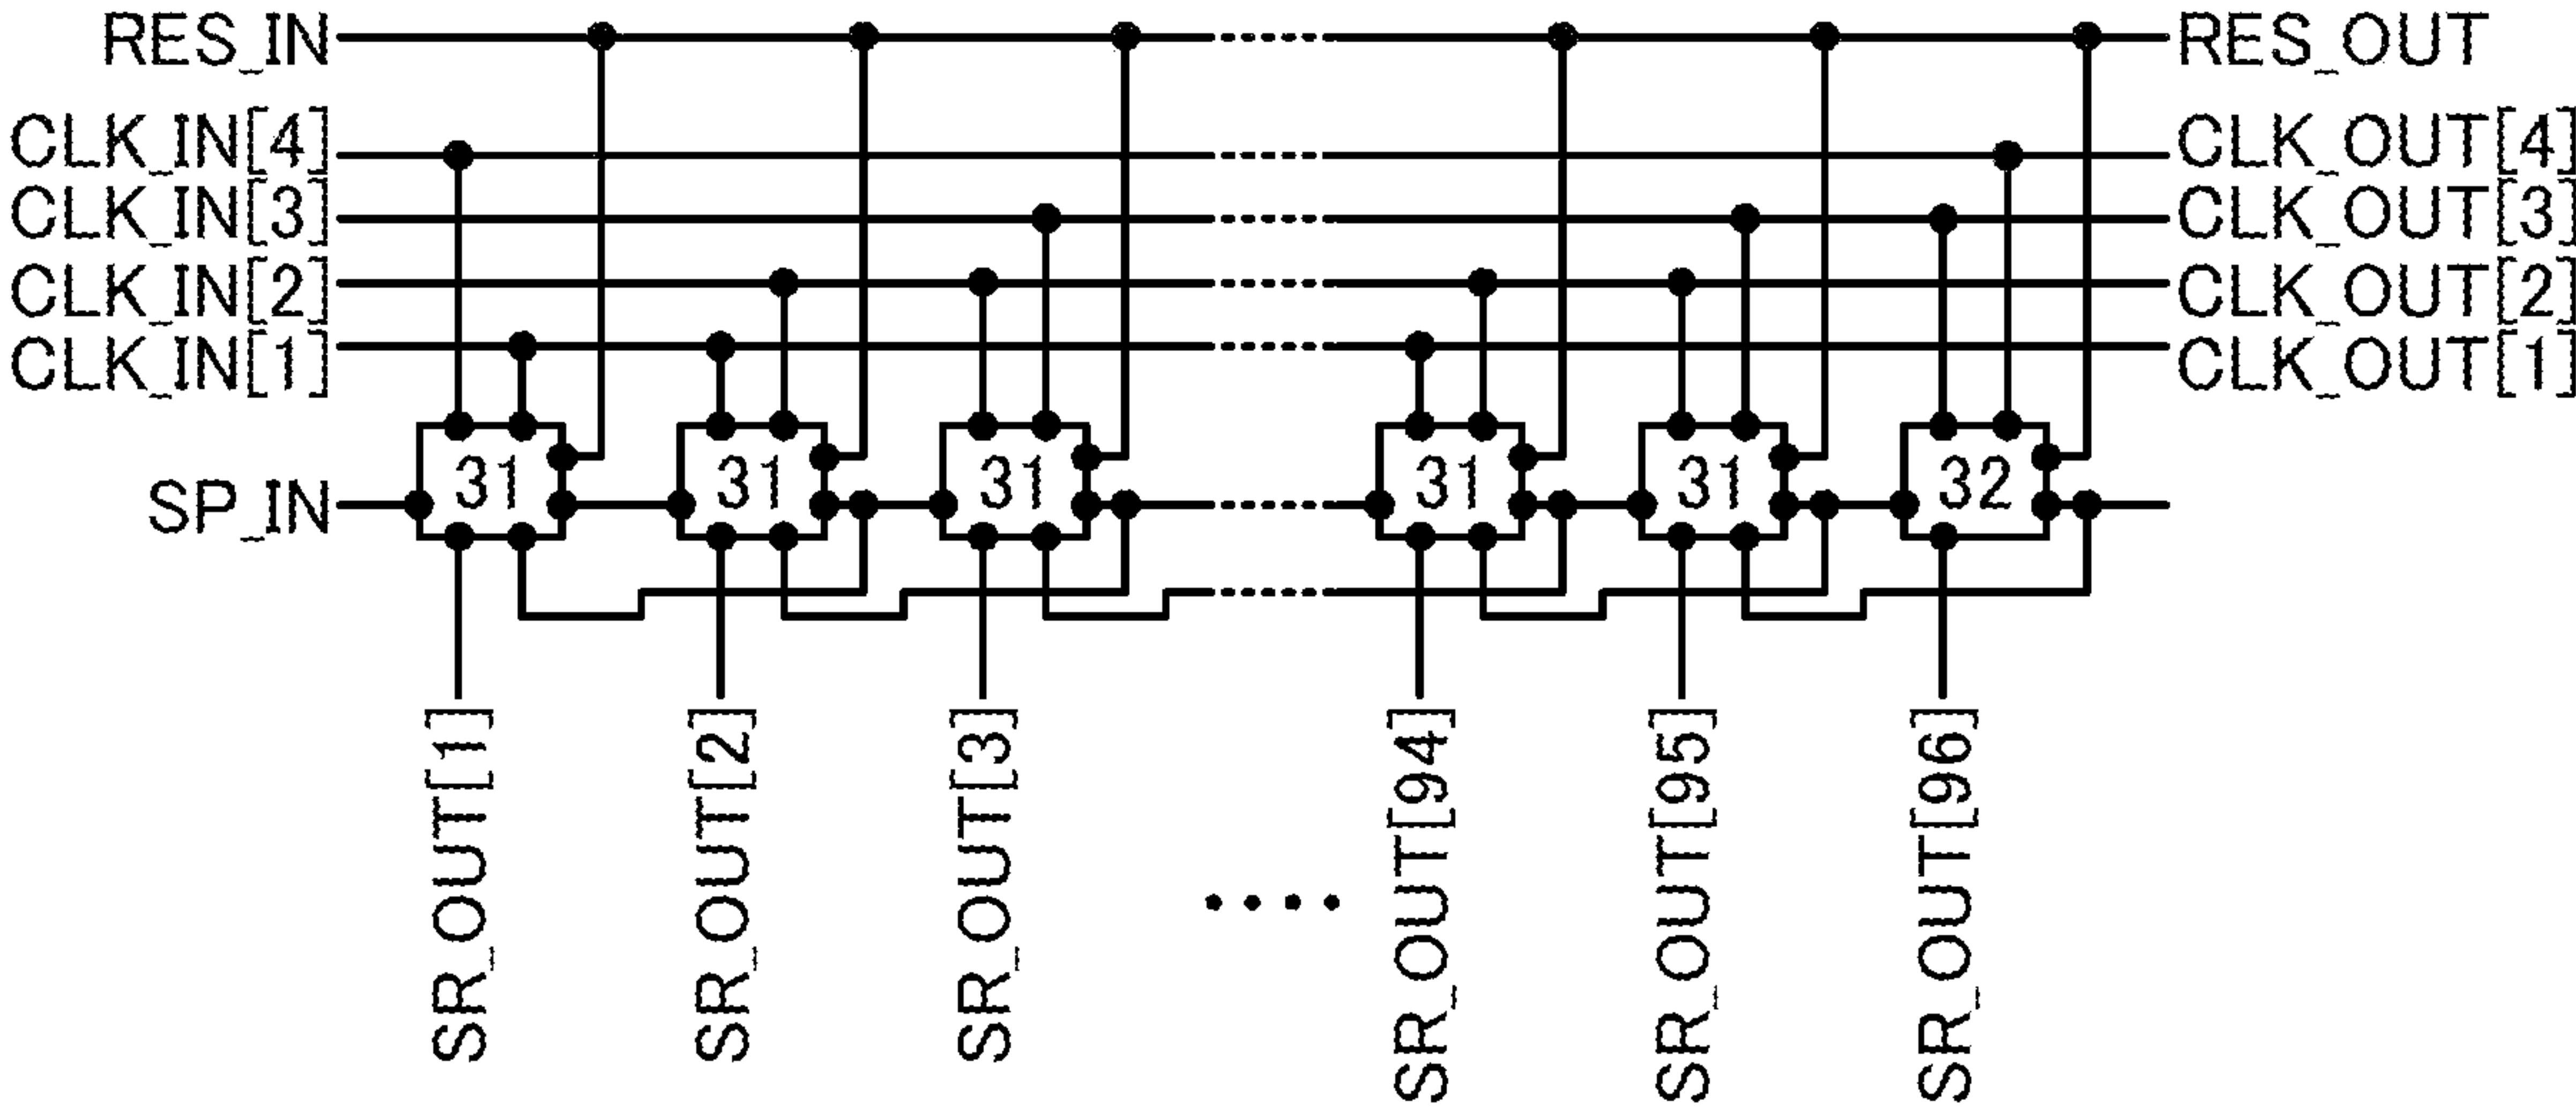 RES_IN
RES_OUT
CLK_IN[4]
CLK_OUT[4]
CLK_IN[3]
CLK_OUT[3]
CLK_IN[2]
CLK_OUT[2]
CLK_IN[1]
CLK_OUT[1]
SP_IN
31
31
31
31
31
32
SR_OUT[1]
SR_OUT[2]
SR_OUT[3]
....
SR_OUT[94]
SR_OUT[95]
SR_OUT[96]